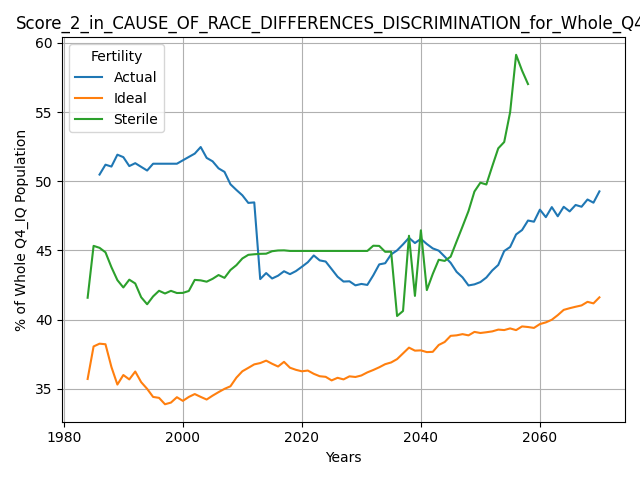 Score_2_in_CAUSE_OF_RACE_DIFFERENCES_DISCRIMINATION_for_Whole_Q4
Fertility
Actual
Ideal
Sterile
% of Whole Q4_IQ Population
60
55
50
45
40
35
1980
2000
2020
2040
2060
Years